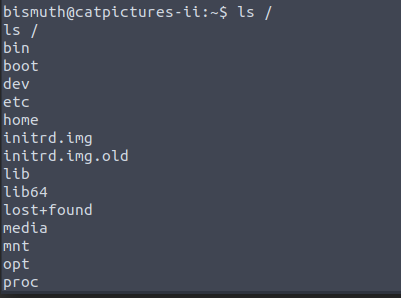 bismuth@catpictures-ii:~$ ls /
ls /
bin
boot
dev
etc
home
initrd.img
initrd.img.old
lib
lib64
lost+found
media
mnt
opt
proc